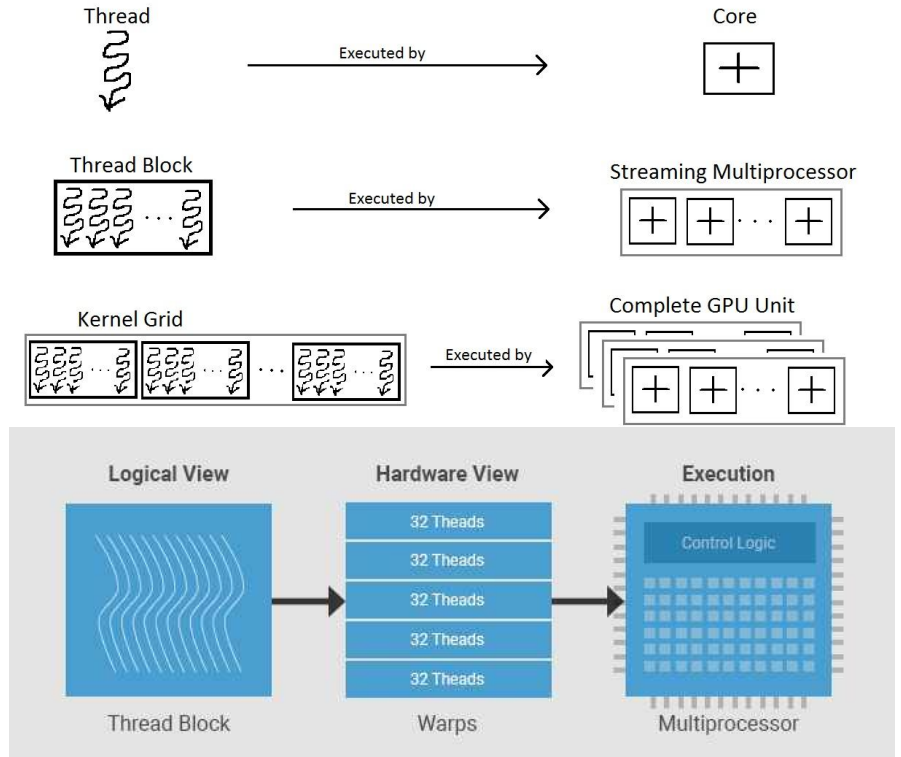 Thread
Core
Executed by
Thread Block
Streaming Multiprocessor
Executed by
Kernel Grid
Complete GPU Unit
Executed by
Logical View
Hardware View
Execution
32 Theads
32 Theads
32 Theads
32 Theads
32 Theads
Control Logic
Thread Block
Warps
Multiprocessor